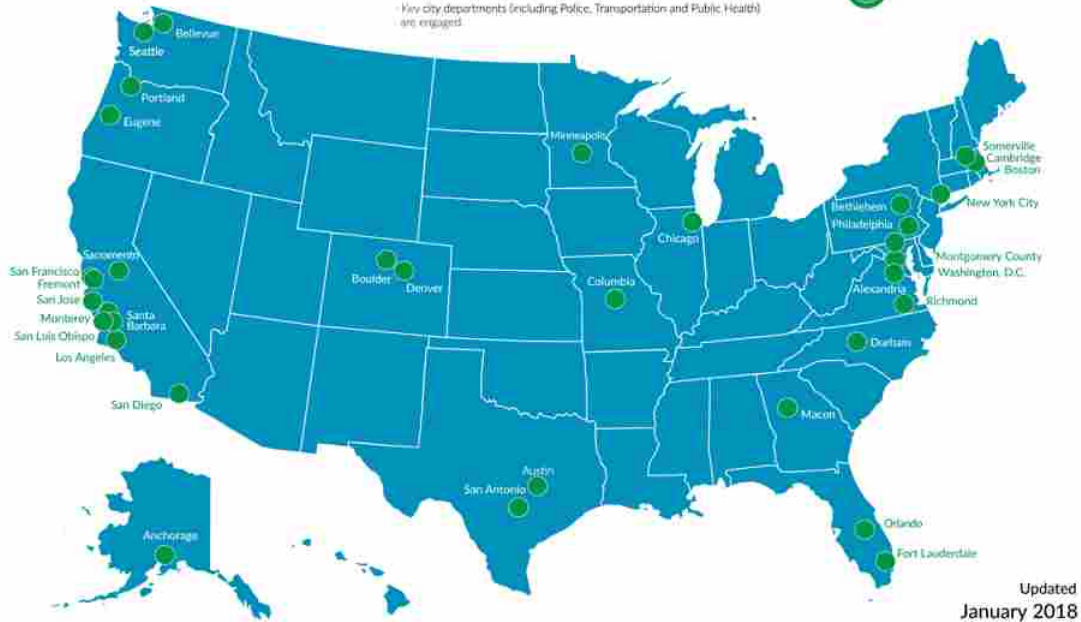 - Key city departments (including Police, Transportation and Public Health)
are engaged
Bellevue
Seattle
Portland
Eugene
Minneapolis
Somerville
Cambridge
Boston
New York City
Bethlehem
Philadelphia
Chicago
Montgomery County
Washington, D.C.
Alexandria
Richmond
Sacramento
San Francisco
Fremont
San Jose
Monterey
Santa
Barbara
San Luis Obispo
Los Angeles
San Diego
Boulder
Denver
Columbia
Durham
Macon
Austin
San Antonio
Orlando
Fort Lauderdale
Anchorage
Updated
January 2018